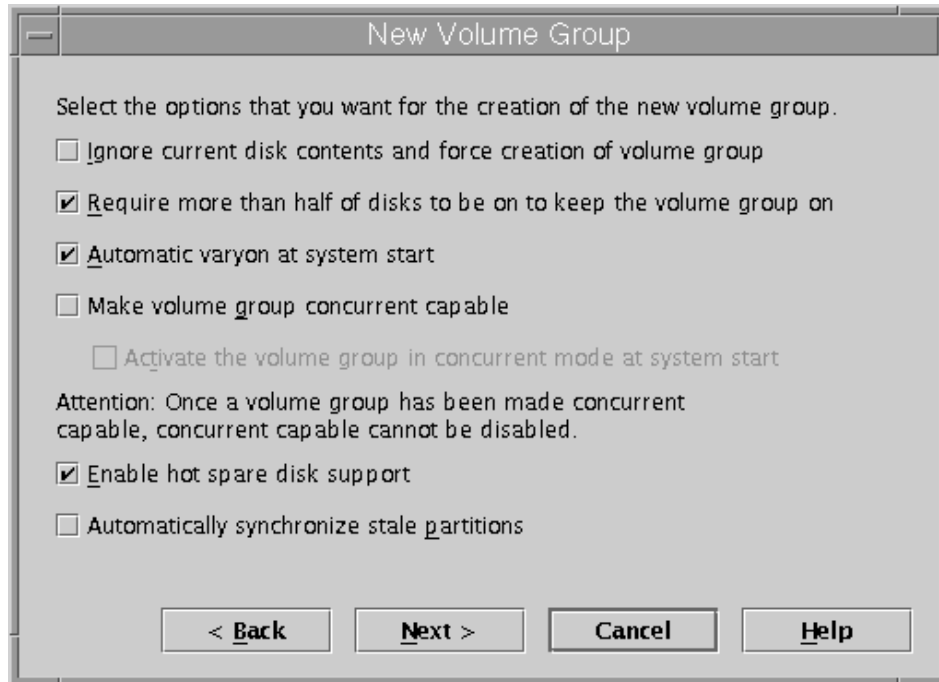 New Volume Group
Select the options that you want for the creation of the new volume group.
Ignore current disk contents and force creation of volume group
Require more than half of disks to be on to keep the volume group on
Automatic varyon at system start
Make volume group concurrent capable
Activate the volume group in concurrent mode at system start
Attention: Once a volume group has been made concurrent
capable, concurrent capable cannot be disabled.
Enable hot spare disk support
Automatically synchronize stale partitions
< Back Next > Cancel Help